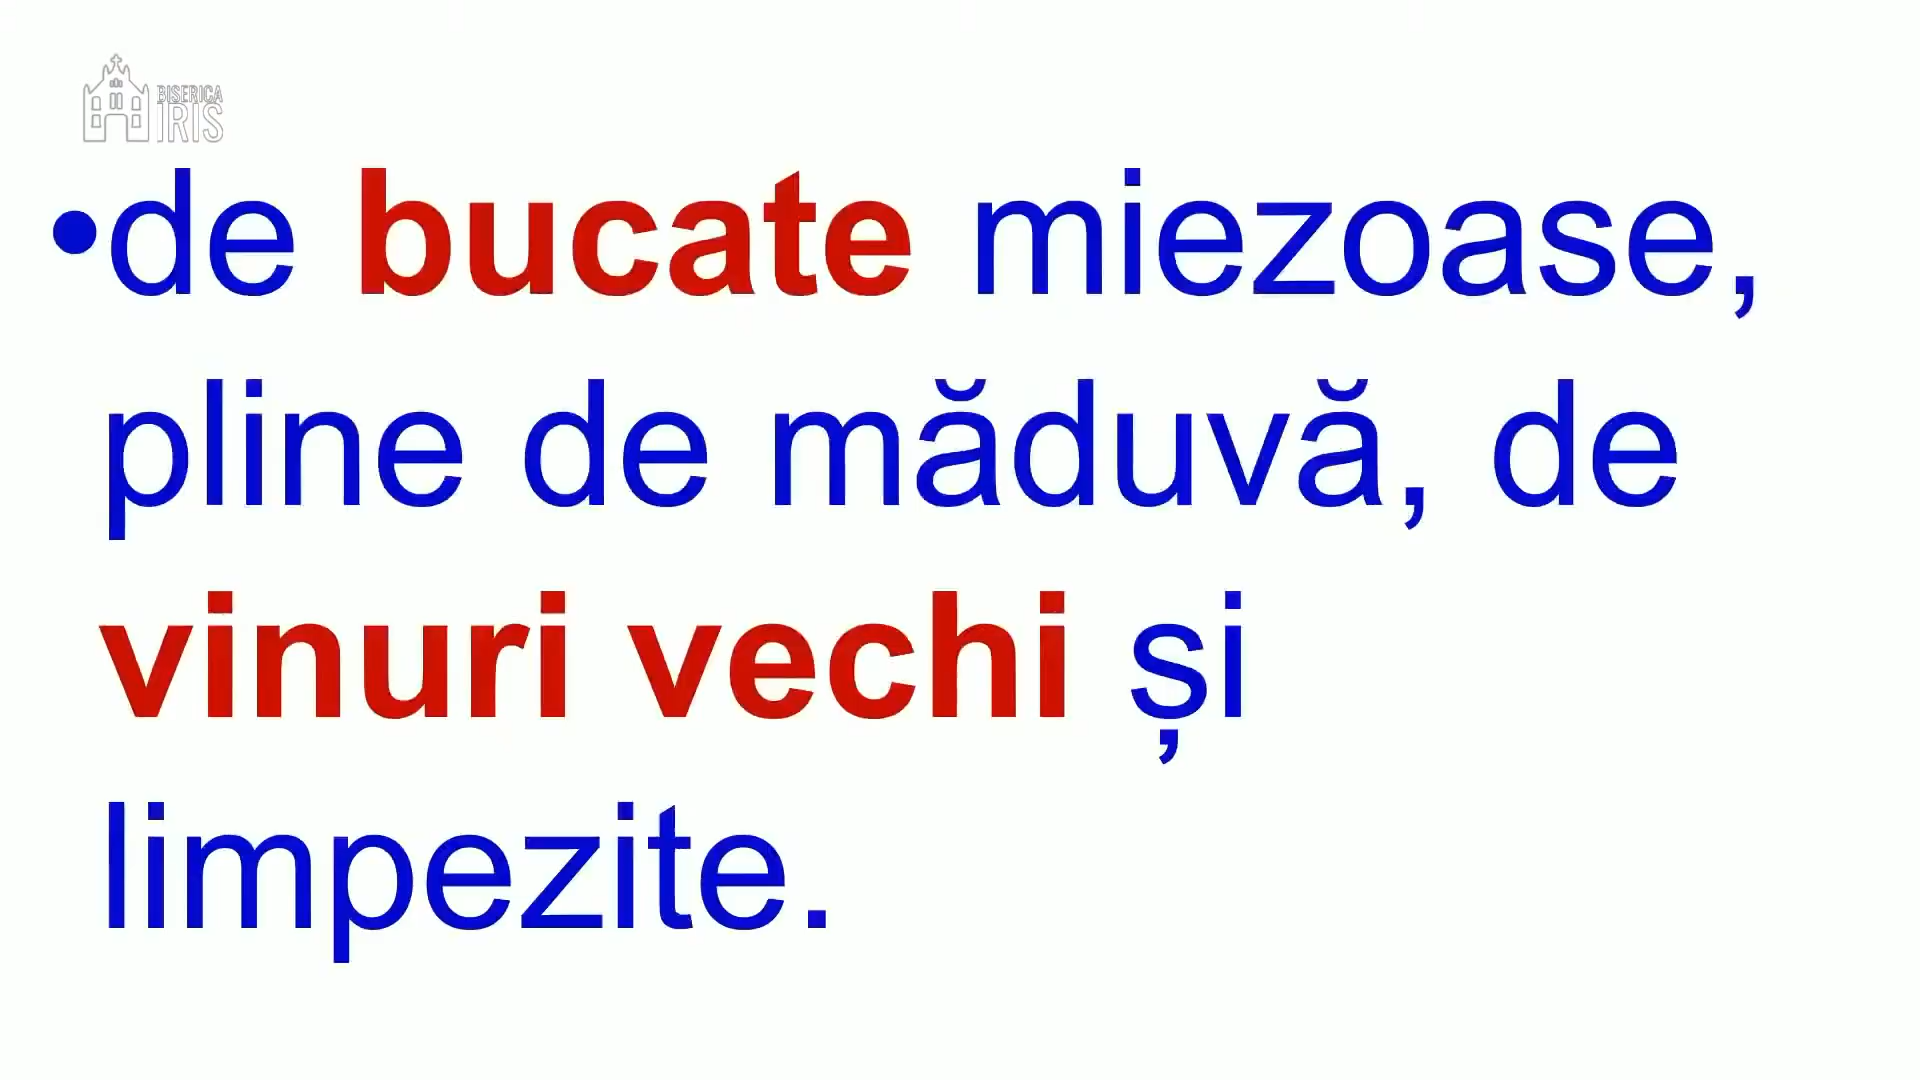 BISERICA
IRIS
•de bucate miezoase,
pline de măduvă, de
vinuri vechi și
limpezite.